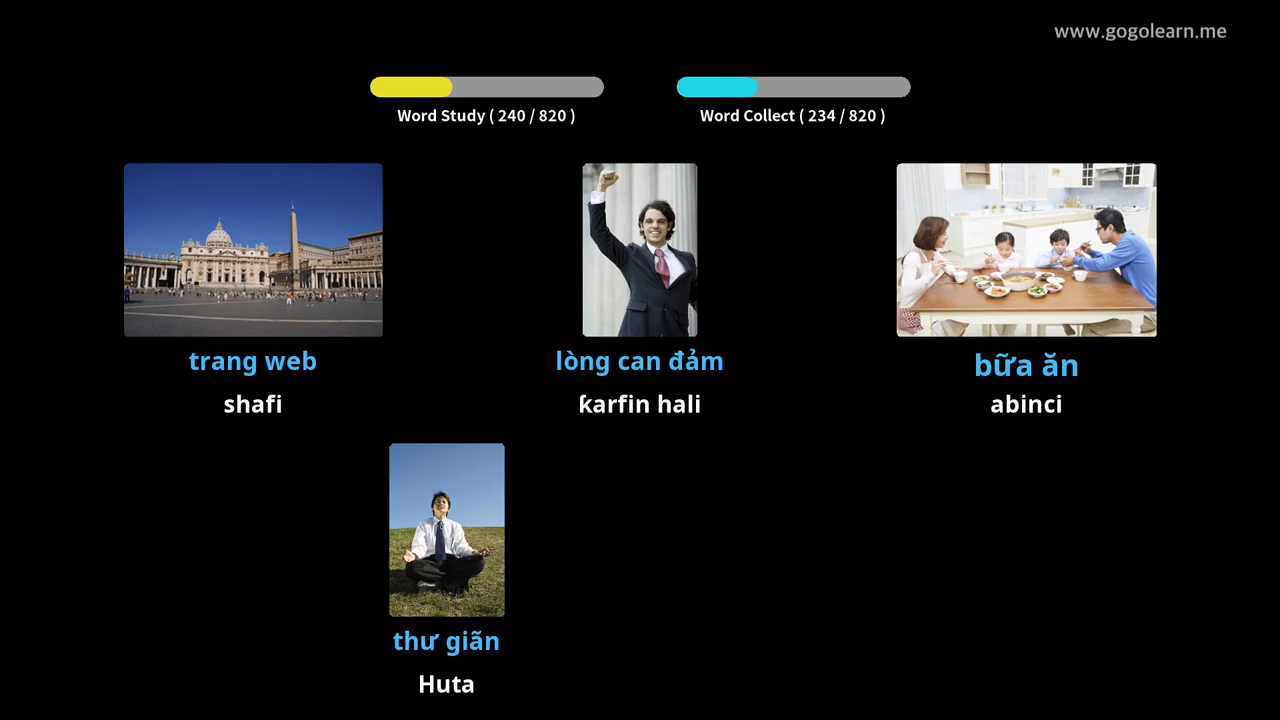 www.gogolearn.me
Word Study ( 240 / 820 )
Word Collect ( 234 / 820 )
trang web
shafi
lòng can đảm
ƙarfin hali
bữa ăn
abinci
thư giãn
Huta